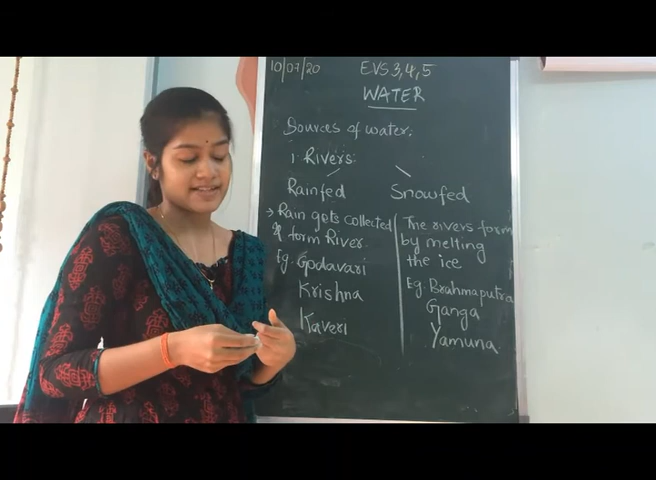 10/07/20 EVS 3,4,5
WATER
Sources of water:
1 Rivers:
Rainfed
→ Rain gets collected
& form River.
Eg. Godavari
Krishna
Kaveri
Snowfed
The rivers form
by melting
the ice
Eg. Brahmaputra
Ganga
Yamuna